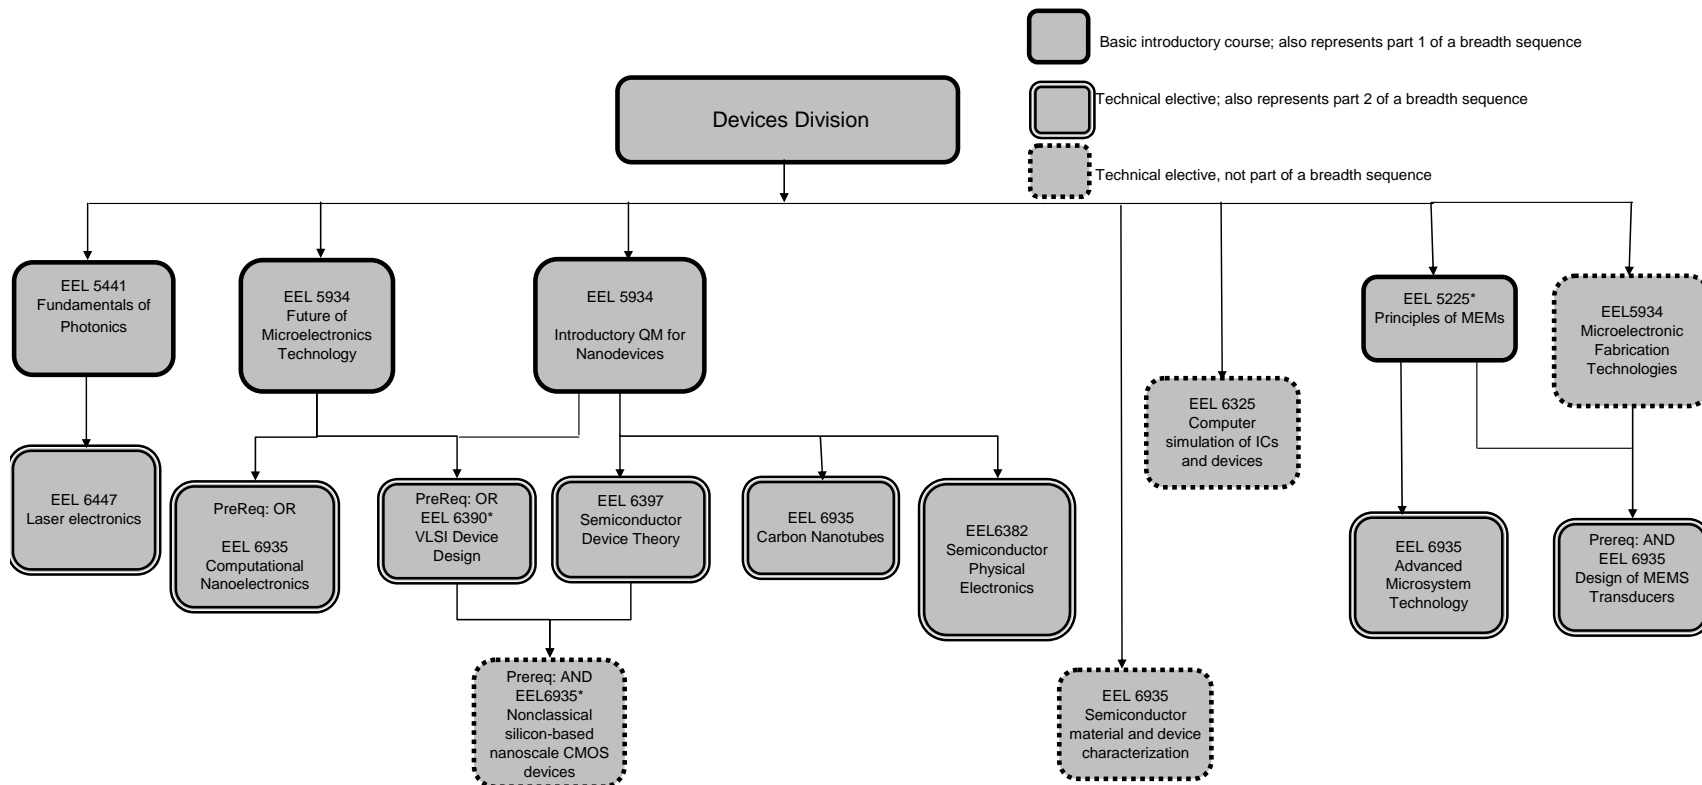 Basic introductory course; also represents part 1 of a breadth sequence
Devices Division
Technical elective; also represents part 2 of a breadth sequence
Technical elective, not part of a breadth sequence
EEL 5441
Fundamentals of
Photonics
EEL 5934
Future of
Microelectronics
Technology
EEL 5934
Introductory QM for
Nanodevices
EEL 5225*
Principles of MEMs
EEL5934
Microelectronic
Fabrication
Technologies
EEL 6325
Computer
simulation of ICs
and devices
EEL 6447
Laser electronics
PreReq: OR
EEL 6935
Computational
Nanoelectronics
PreReq: OR
EEL 6390*
VLSI Device
Design
EEL 6397
Semiconductor
Device Theory
EEL 6935
Carbon Nanotubes
EEL6382
Semiconductor
Physical
Electronics
EEL 6935
Advanced
Microsystem
Technology
Prereq: AND
EEL 6935
Design of MEMS
Transducers
Prereq: AND
EEL6935*
Nonclassical
silicon-based
nanoscale CMOS
devices
EEL 6935
Semiconductor
material and device
characterization